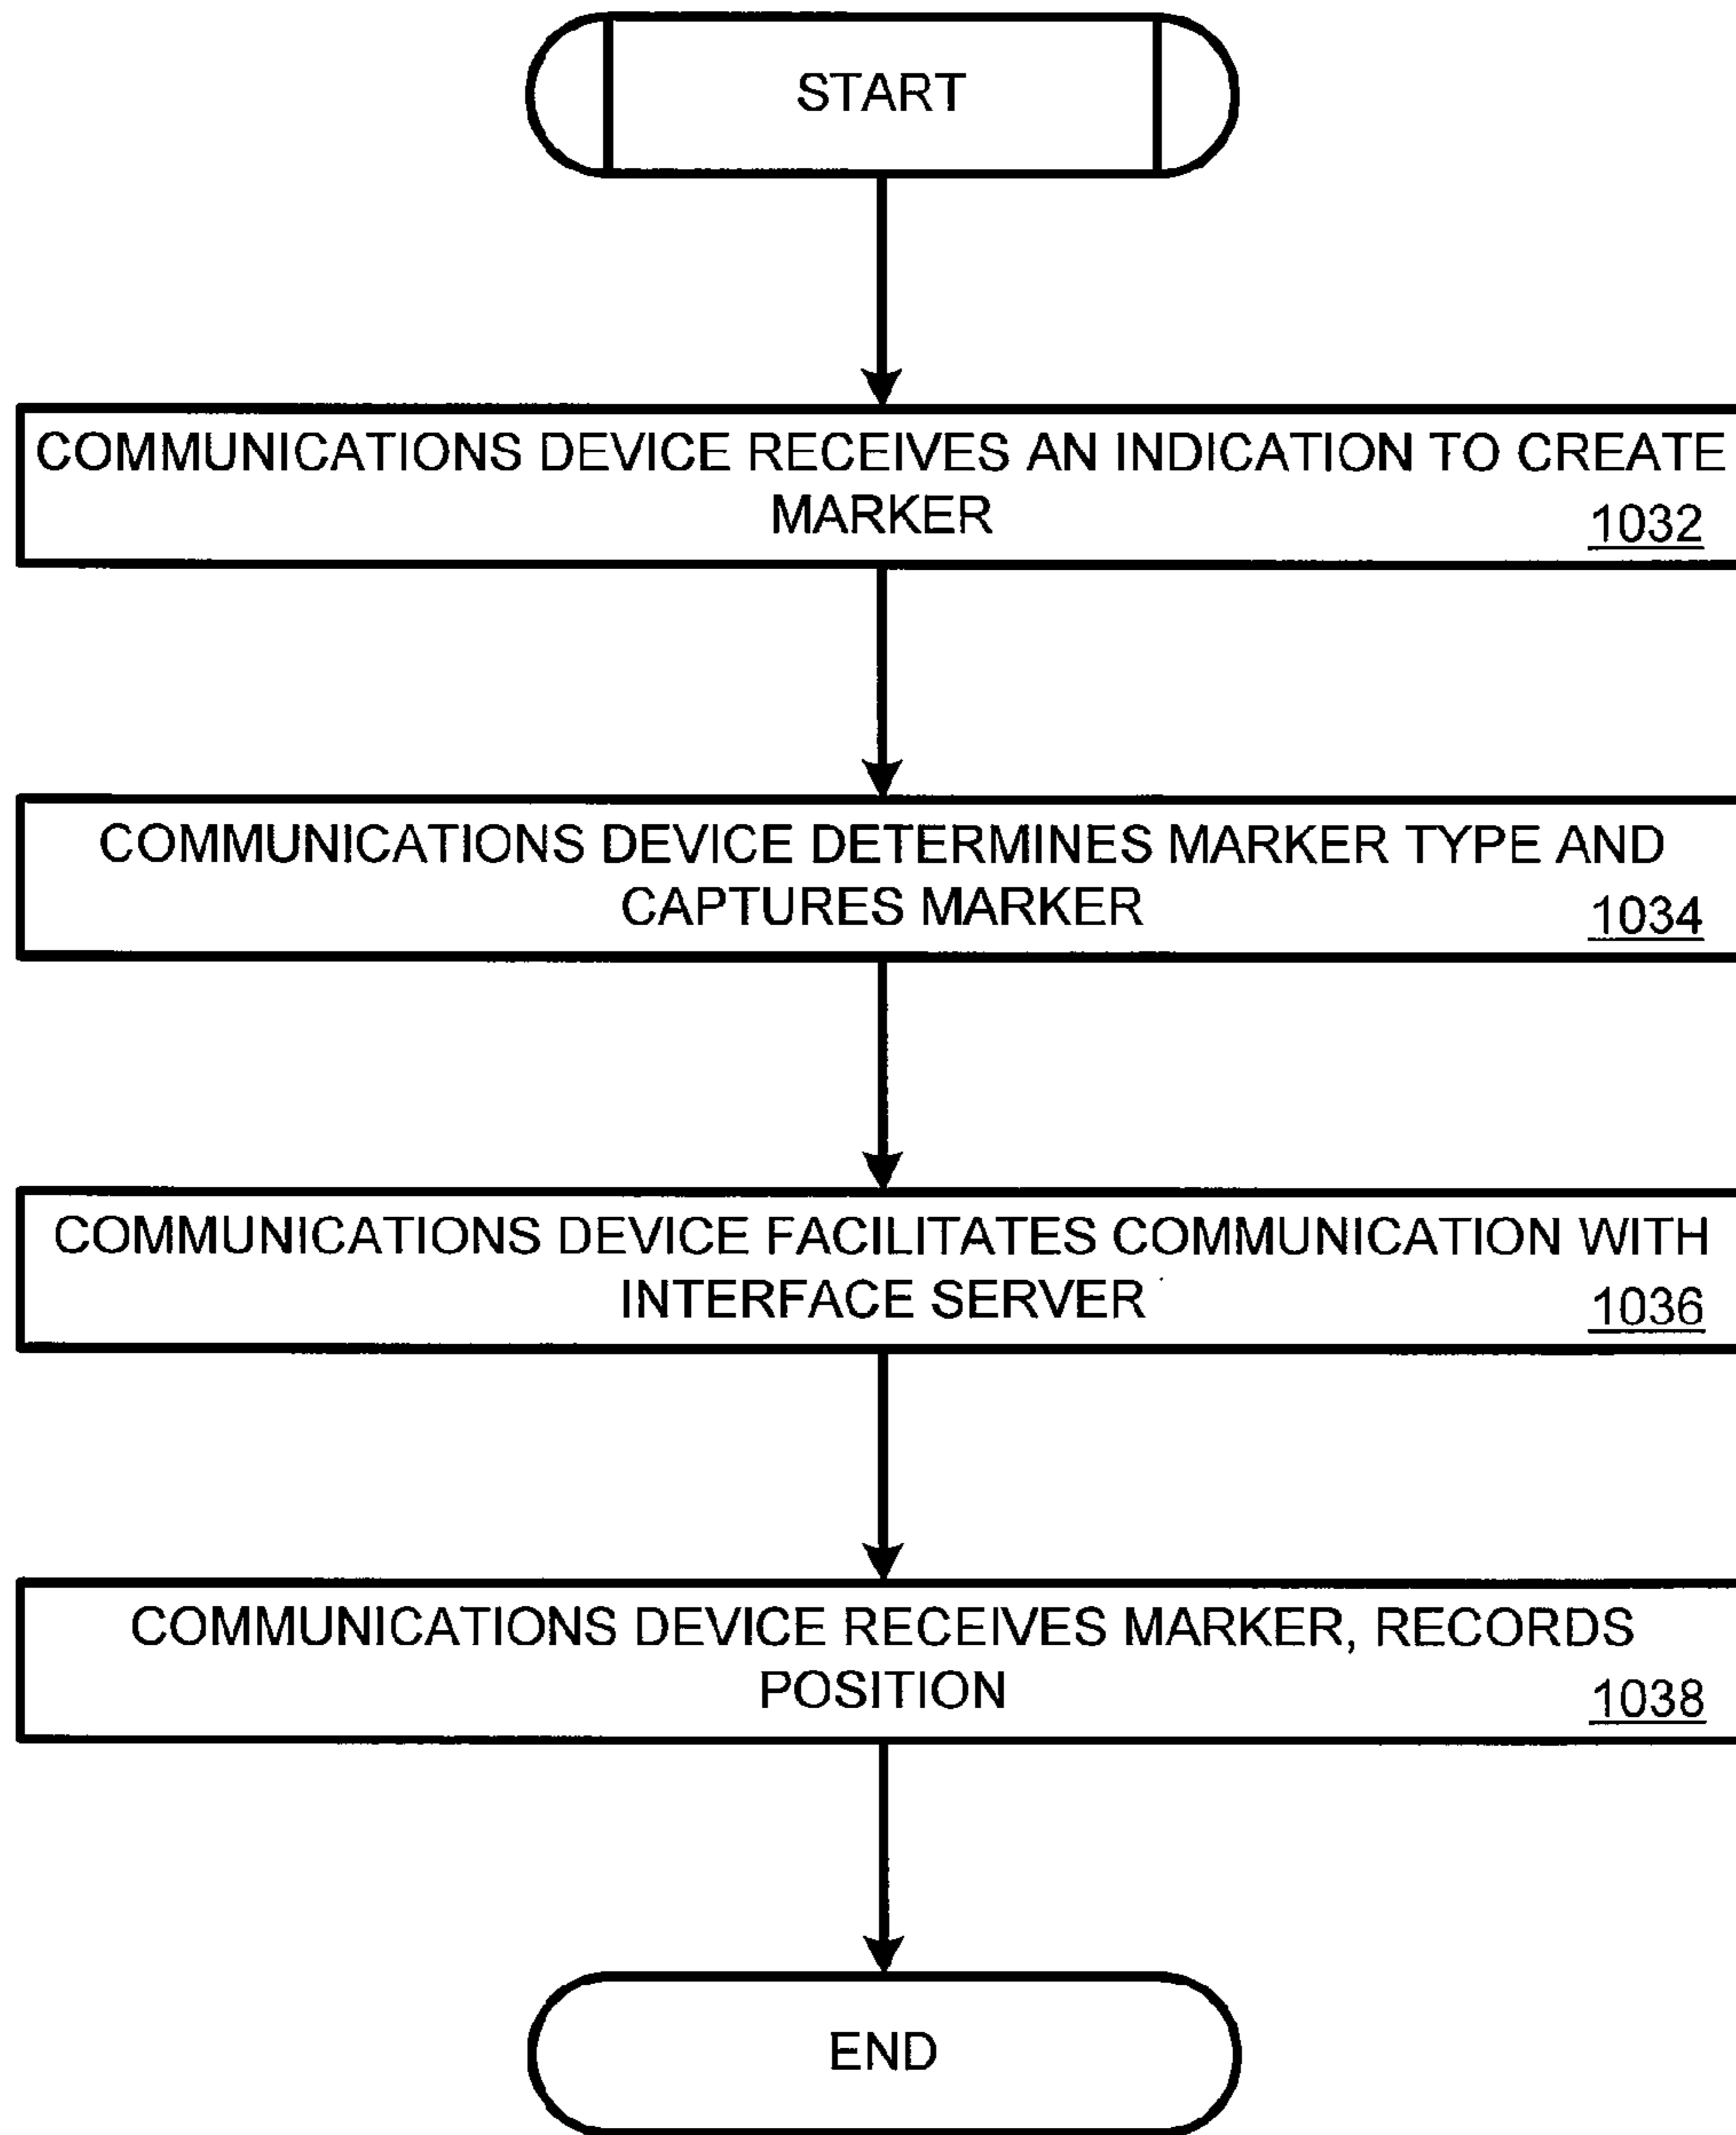 START
COMMUNICATIONS DEVICE RECEIVES AN INDICATION TO CREATE
MARKER
1032
COMMUNICATIONS DEVICE DETERMINES MARKER TYPE AND
CAPTURES MARKER
1034
COMMUNICATIONS DEVICE FACILITATES COMMUNICATION WITH
INTERFACE SERVER
1036
COMMUNICATIONS DEVICE RECEIVES MARKER, RECORDS
POSITION
1038
END